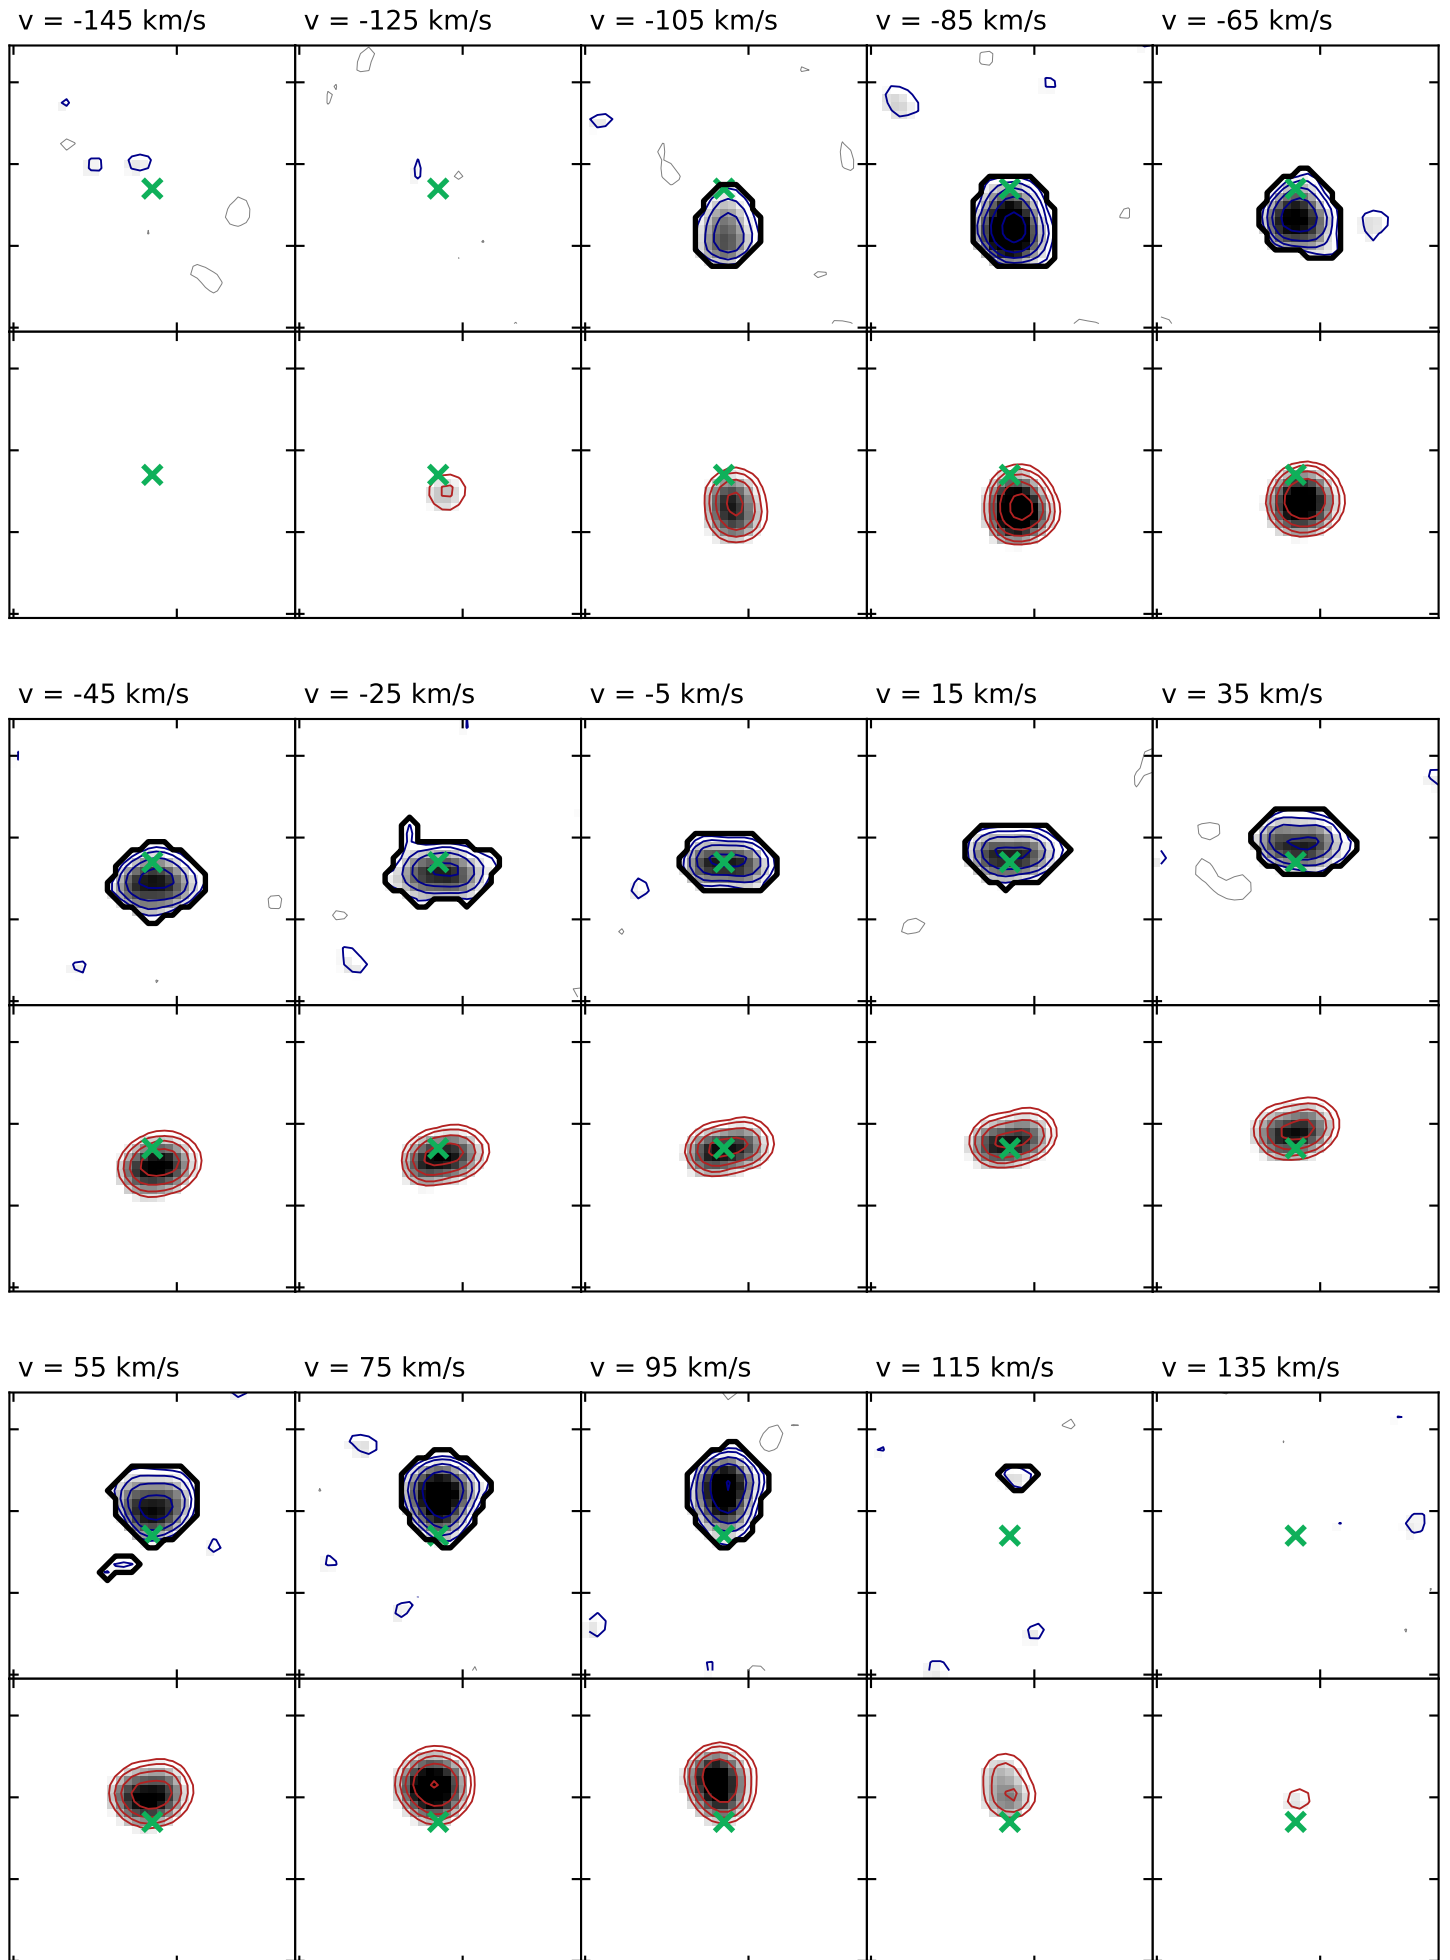 v = -145 km/s v = -125 km/s v = -105 km/s v = -85 km/s v = -65 km/s
v = -45 km/s v = -25 km/s v = -5 km/s v = 15 km/s v = 35 km/s
v = 55 km/s v = 75 km/s v = 95 km/s v = 115 km/s v = 135 km/s